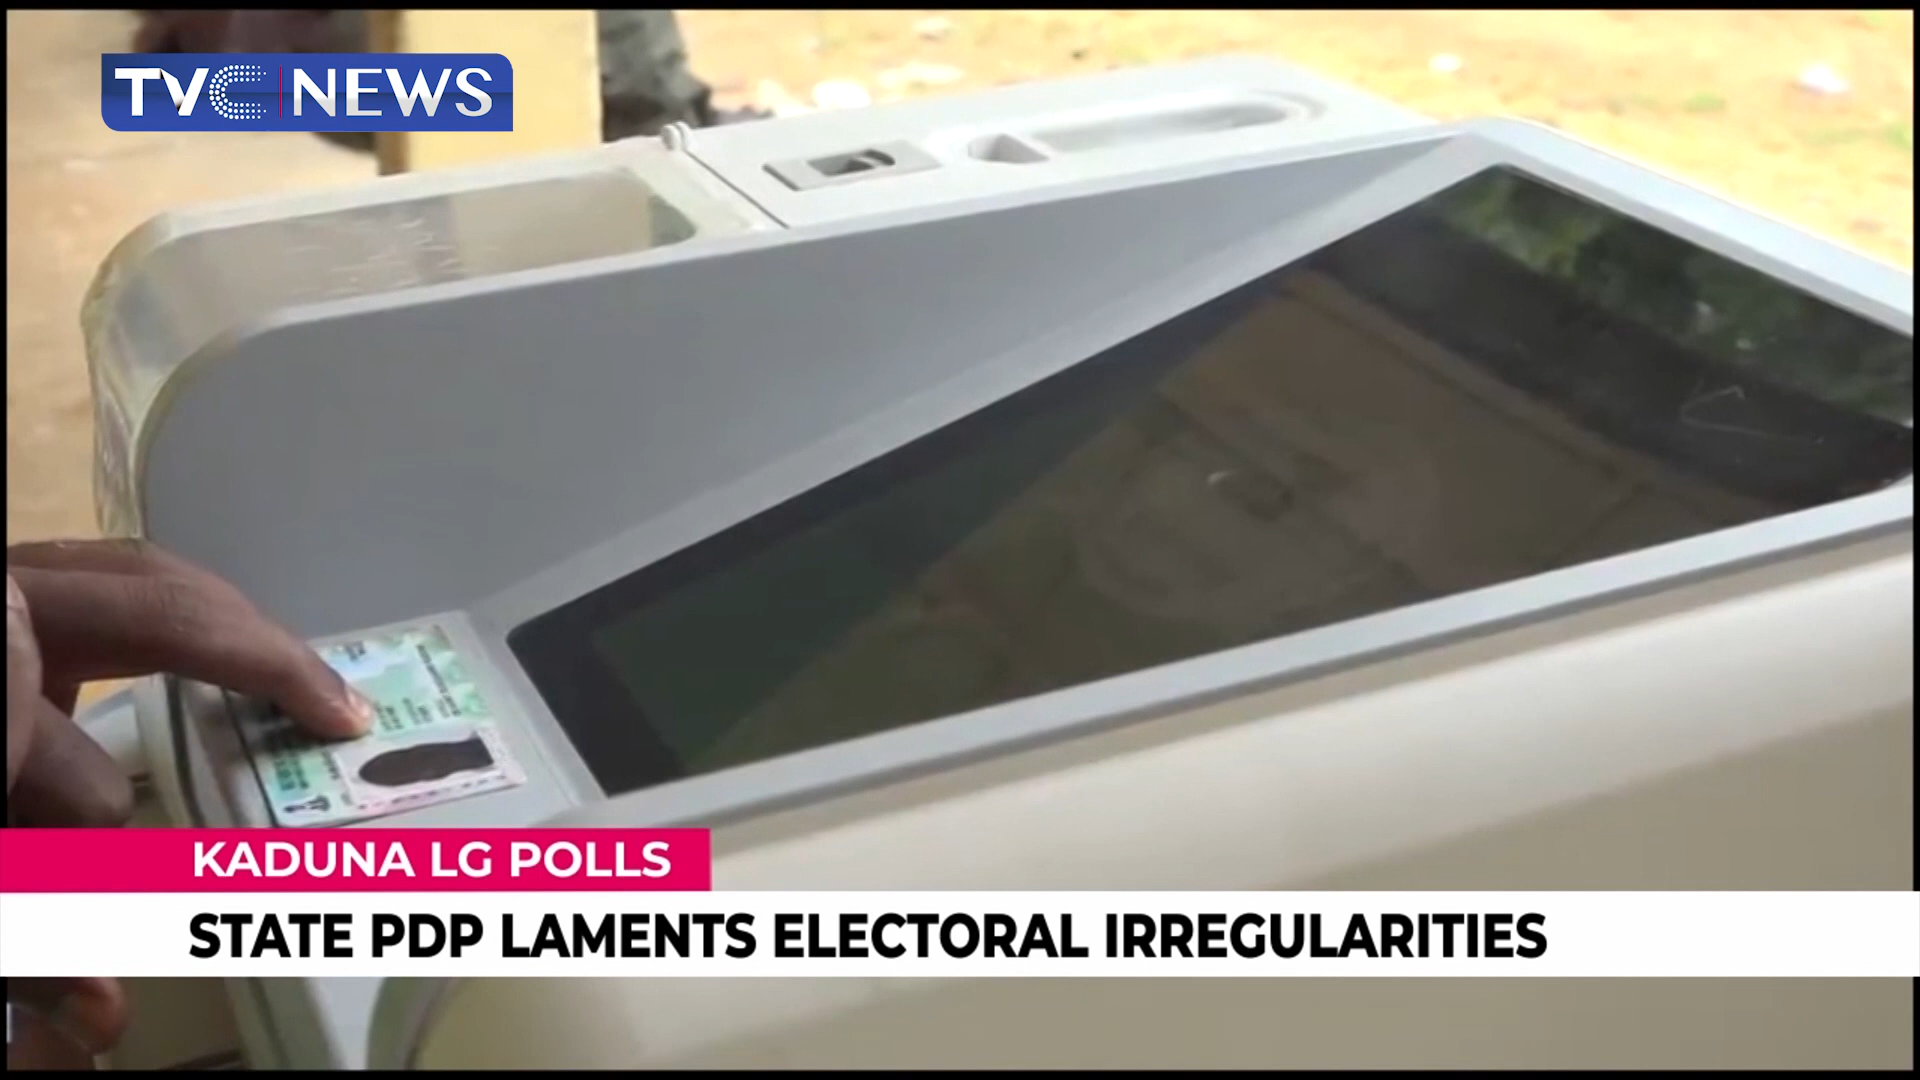 TVC NEWS
KADUNA LG POLLS
STATE PDP LAMENTS ELECTORAL IRREGULARITIES